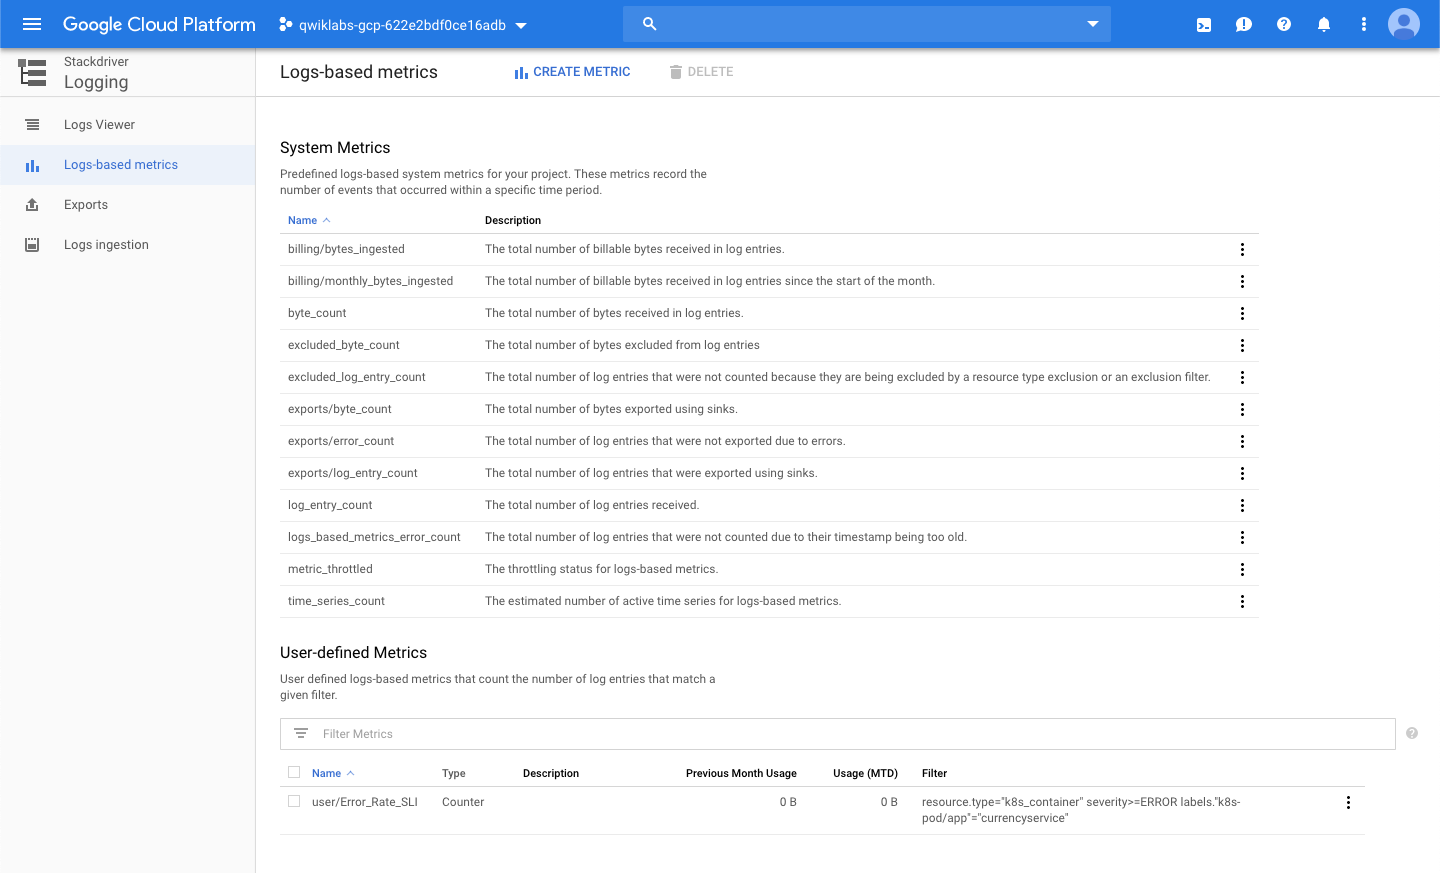 Google Cloud Platform
qwiklabs-gcp-622e2bdf0ce16adb
Stackdriver
Logging
Logs-based metrics
CREATE METRIC
DELETE
Logs Viewer
Logs-based metrics
Exports
Logs ingestion
System Metrics
Predefined logs-based system metrics for your project. These metrics record the
number of events that occurred within a specific time period.
Name Description
billing/bytes_ingested The total number of billable bytes received in log entries.
billing/monthly_bytes_ingested The total number of billable bytes received in log entries since the start of the month.
byte_count The total number of bytes received in log entries.
excluded_byte_count The total number of bytes excluded from log entries
excluded_log_entry_count The total number of log entries that were not counted because they are being excluded by a resource type exclusion or an exclusion filter.
exports/byte_count The total number of bytes exported using sinks.
exports/error_count The total number of log entries that were not exported due to errors.
exports/log_entry_count The total number of log entries that were exported using sinks.
log_entry_count The total number of log entries received.
logs_based_metrics_error_count The total number of log entries that were not counted due to their timestamp being too old.
metric_throttled The throttling status for logs-based metrics.
time_series_count The estimated number of active time series for logs-based metrics.
User-defined Metrics
User defined logs-based metrics that count the number of log entries that match a
given filter.
Filter Metrics
Name Type Description Previous Month Usage Usage (MTD) Filter
user/Error_Rate_SLI Counter 0 B 0 B resource.type="k8s_container" severity>=ERROR labels."k8s-
pod/app"="currencyservice"